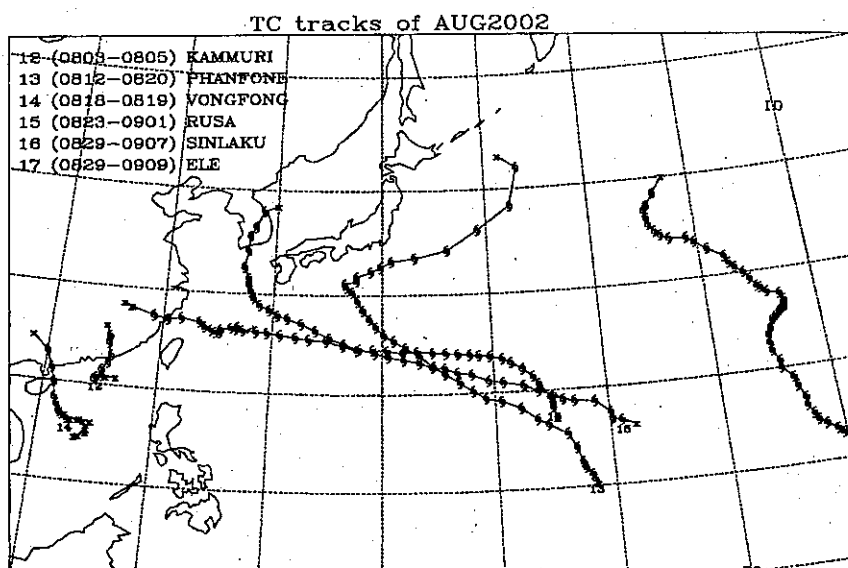 TC tracks of AUG2002
12 (0803-0805) KAMMURI
13 (0812-0820) PHANFONE
14 (0818-0819) VONGFONG
15 (0823-0901) RUSA
16 (0829-0907) SINLAKU
17 (0829-0909) ELE
12
14
16
13